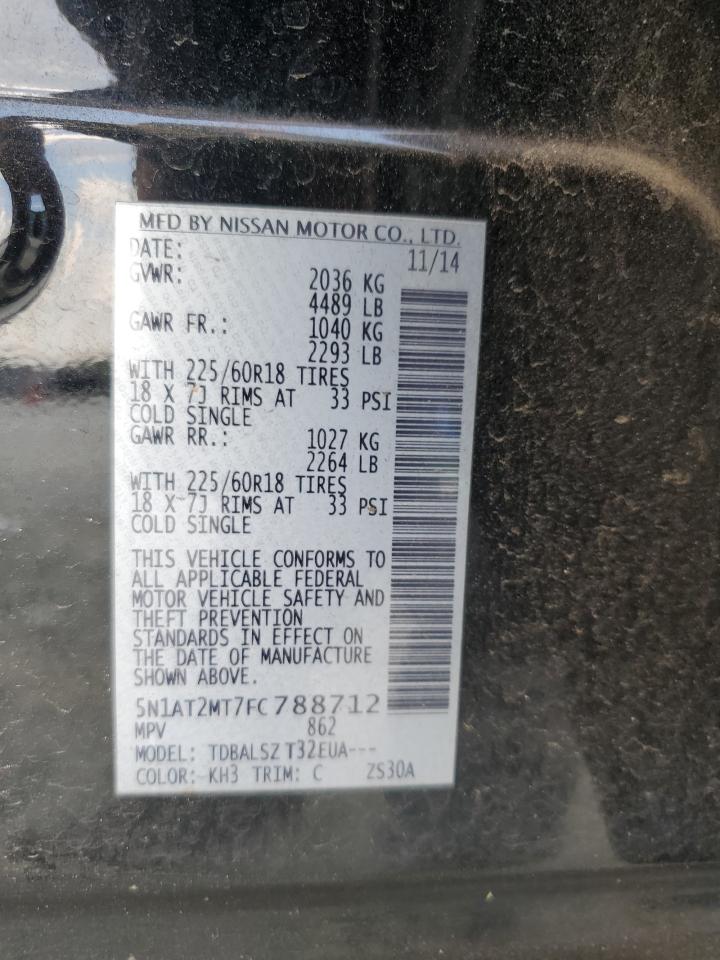 MFD BY NISSAN MOTOR CO., LTD.
DATE: 11/14
GVWR: 2036 KG
4489 LB
GAWR FR.: 1040 KG
2293 LB
WITH 225/60R18 TIRES
18 X 7J RIMS AT 33 PSI
COLD SINGLE
GAWR RR.: 1027 KG
2264 LB
WITH 225/60R18 TIRES
18 X 7J RIMS AT 33 PSI
COLD SINGLE
THIS VEHICLE CONFORMS TO
ALL APPLICABLE FEDERAL
MOTOR VEHICLE SAFETY AND
THEFT PREVENTION
STANDARDS IN EFFECT ON
THE DATE OF MANUFACTURE
SHOWN ABOVE.
5N1AT2MT7FC788712
MPV 862
MODEL: TDBALSZ T32EUA---
COLOR: KH3 TRIM: C ZS30A